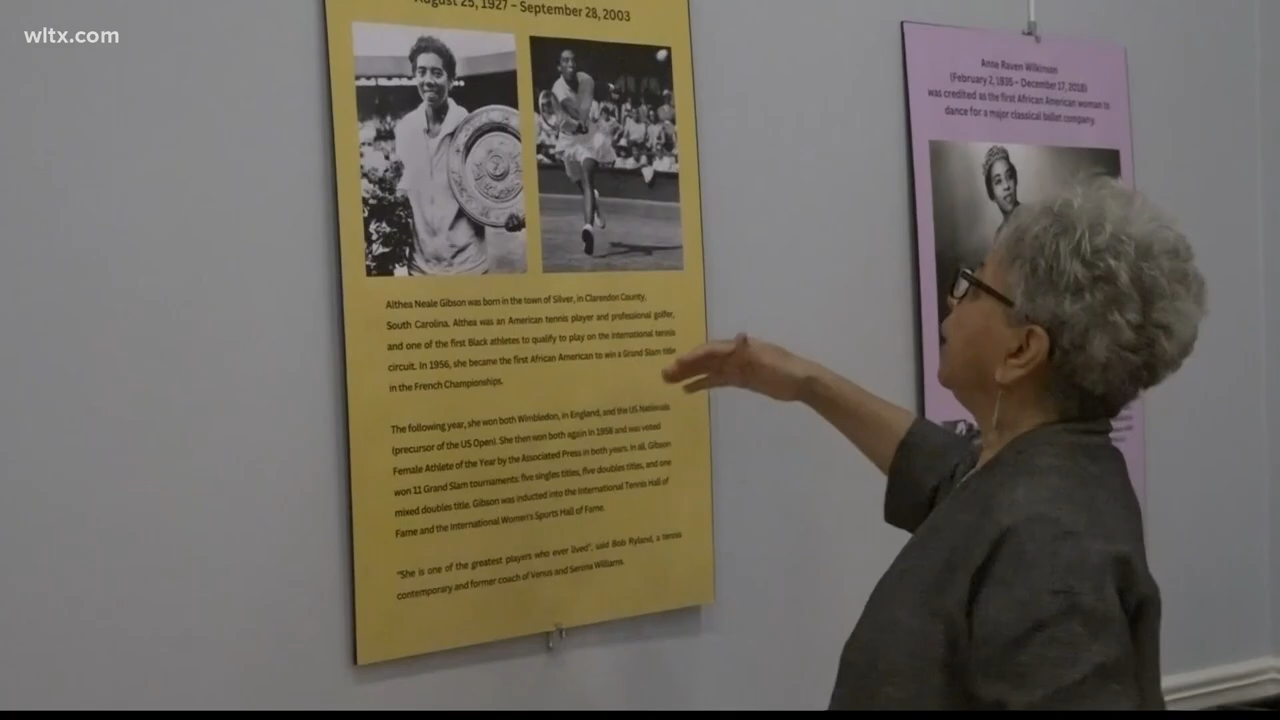 wltx.com
August 25, 1927 – September 28, 2003
Althea Neale Gibson was born in the town of Silver, in Clarendon County,
South Carolina. Althea was an American tennis player and professional golfer,
and one of the first Black athletes to qualify to play on the international tennis
circuit. In 1956, she became the first African American to win a Grand Slam title
in the French Championships.
The following year, she won both Wimbledon, in England, and the US Nationals
(precursor of the US Open). She then won both again in 1958 and was voted
Female Athlete of the Year by the Associated Press in both years. In all, Gibson
won 11 Grand Slam tournaments: five singles titles, five doubles titles, and one
mixed doubles title. Gibson was inducted into the International Tennis Hall of
Fame and the International Women's Sports Hall of Fame.
"She is one of the greatest players who ever lived", said Bob Ryland, a tennis
contemporary and former coach of Venus and Serena Williams.
Anne Raven Wilkinson
(February 2, 1935 – December 17, 2018)
was credited as the first African American woman to
dance for a major classical ballet company.